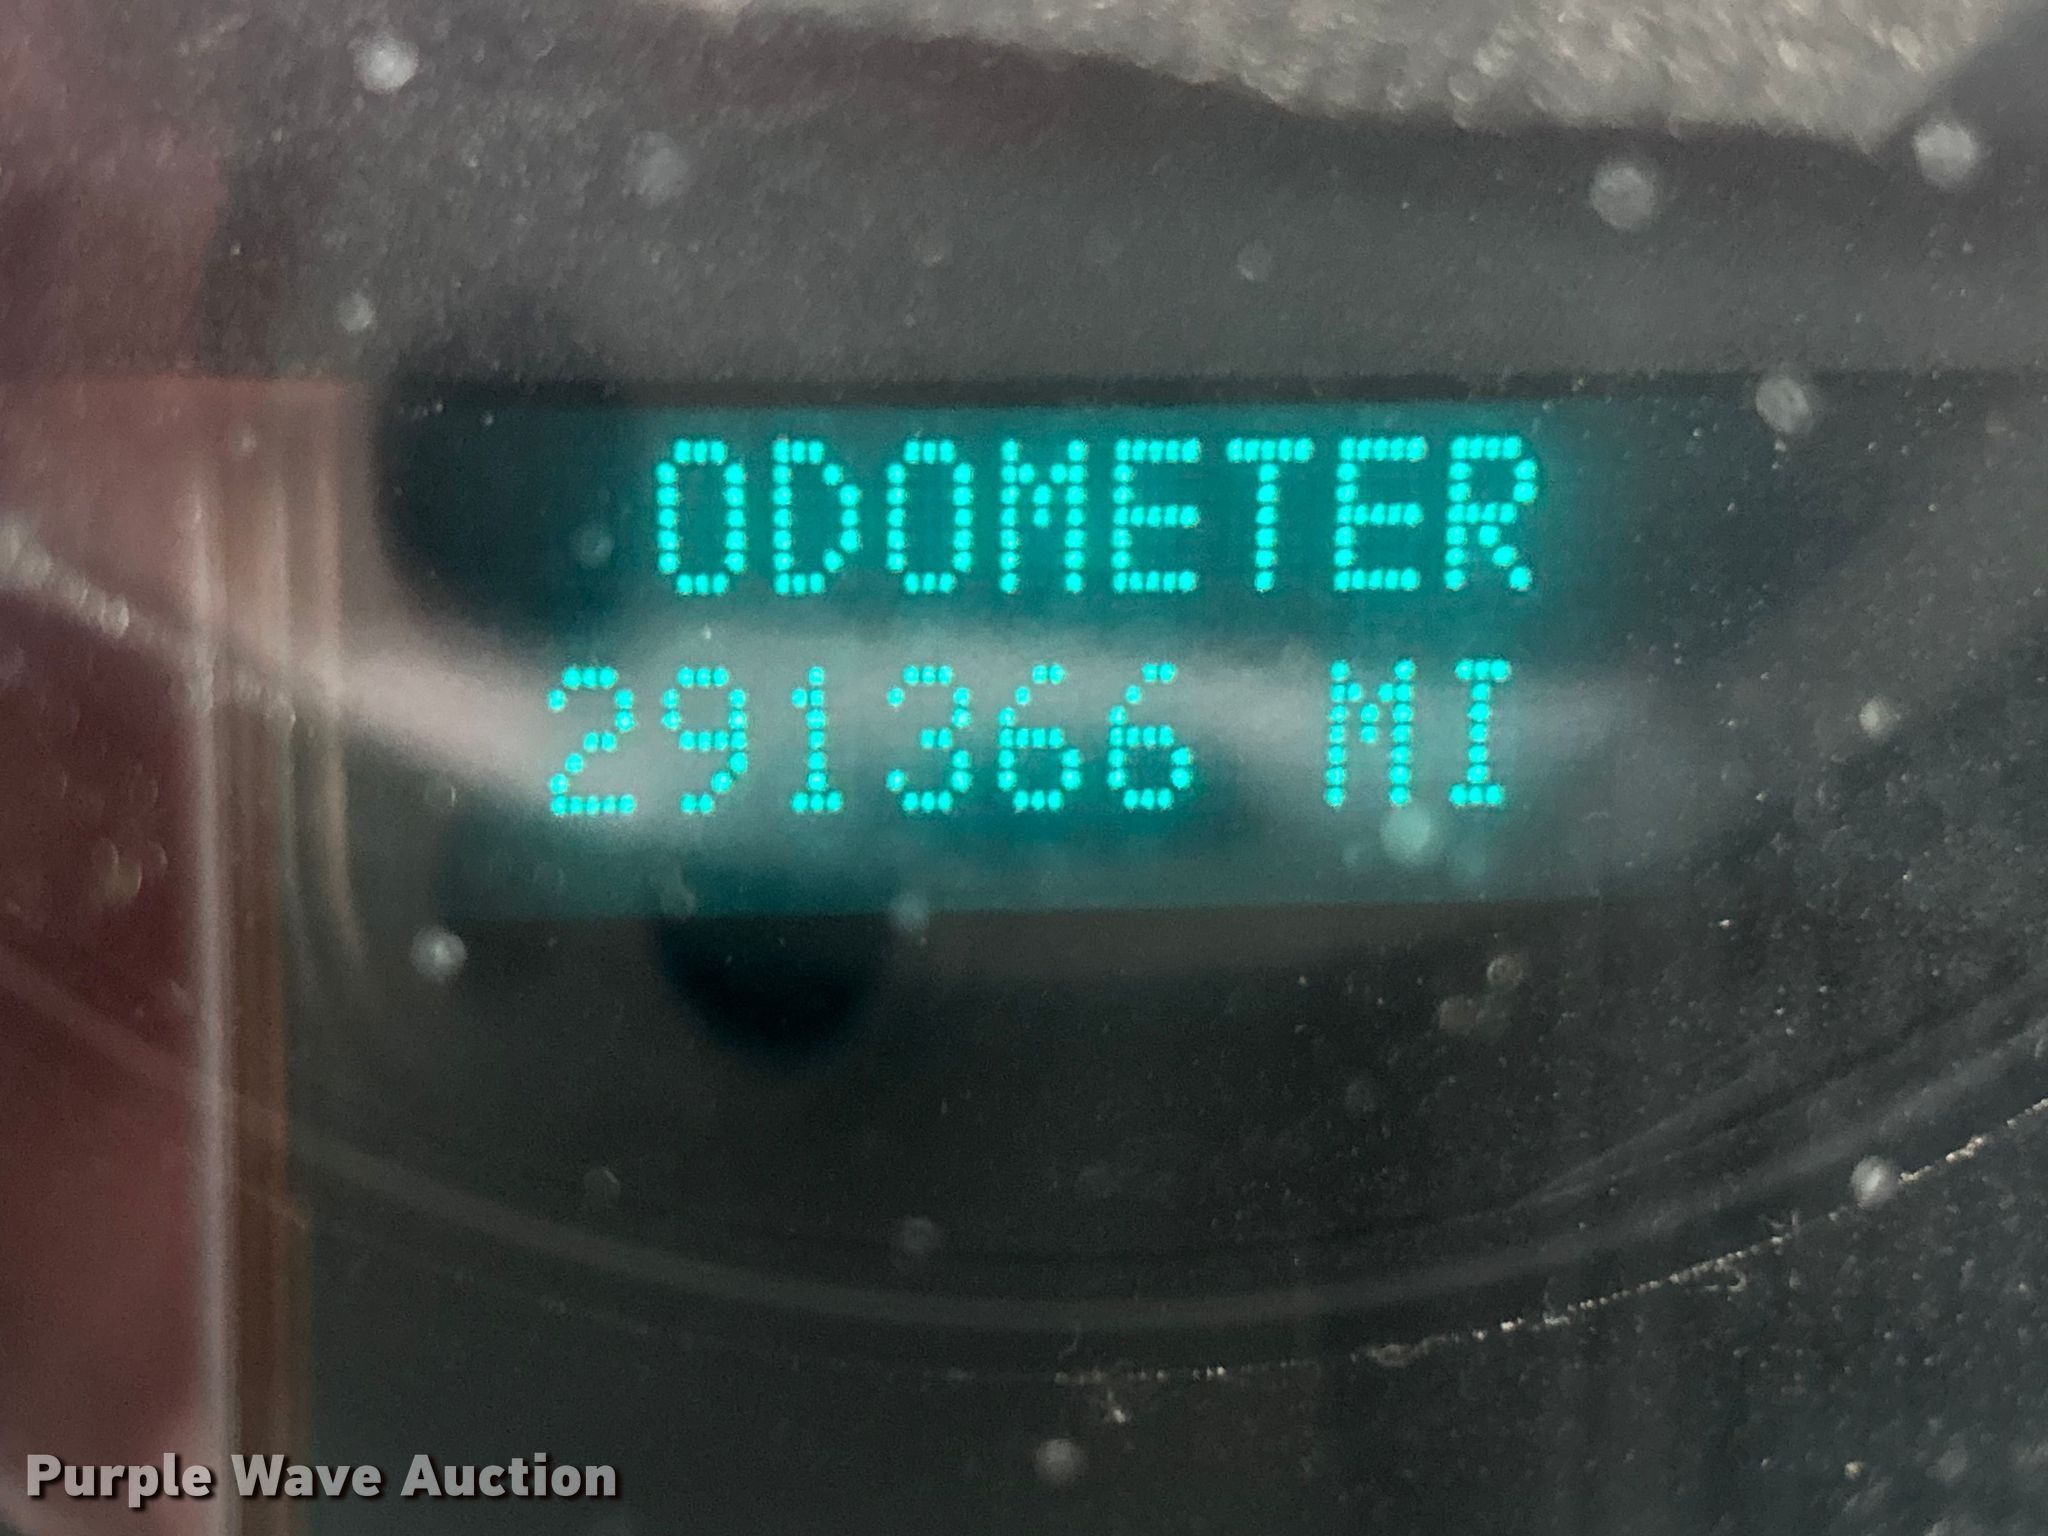 ODOMETER
291366 MI
Purple Wave Auction